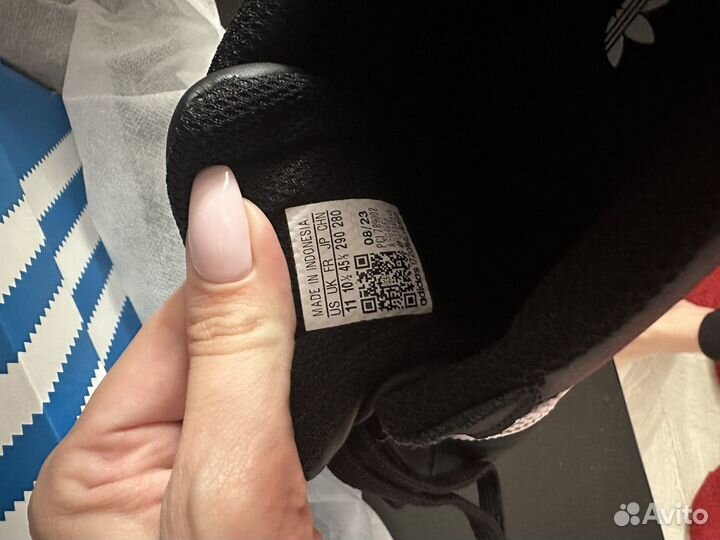 MADE IN INDONESIA
US UK FR JP CHN
11 10½ 45⅓ 290 280
08/23
adidas
Avito